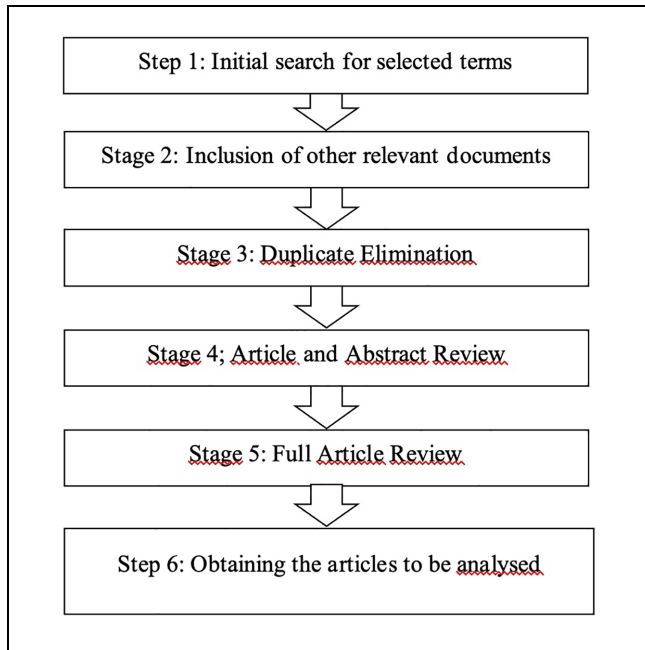 Step 1: Initial search for selected terms
Stage 2: Inclusion of other relevant documents
Stage 3: Duplicate Elimination
Stage 4; Article and Abstract Review
Stage 5: Full Article Review
Step 6: Obtaining the articles to be analysed